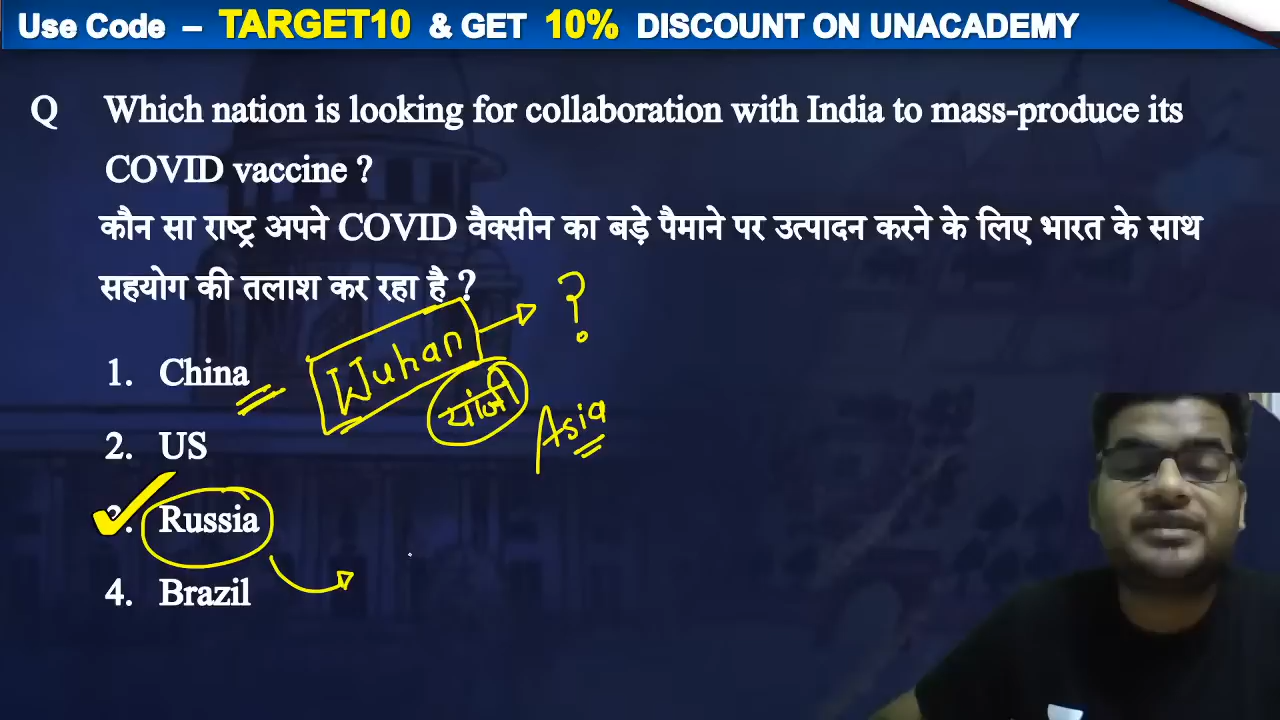 Use Code – TARGET10 & GET 10% DISCOUNT ON UNACADEMY
Q Which nation is looking for collaboration with India to mass-produce its
COVID vaccine ?
कौन सा राष्ट्र अपने COVID वैक्सीन का बड़े पैमाने पर उत्पादन करने के लिए भारत के साथ
सहयोग की तलाश कर रहा है ?
1. China
Wuhan ?
यांजी
Asia
2. US
3. Russia
4. Brazil